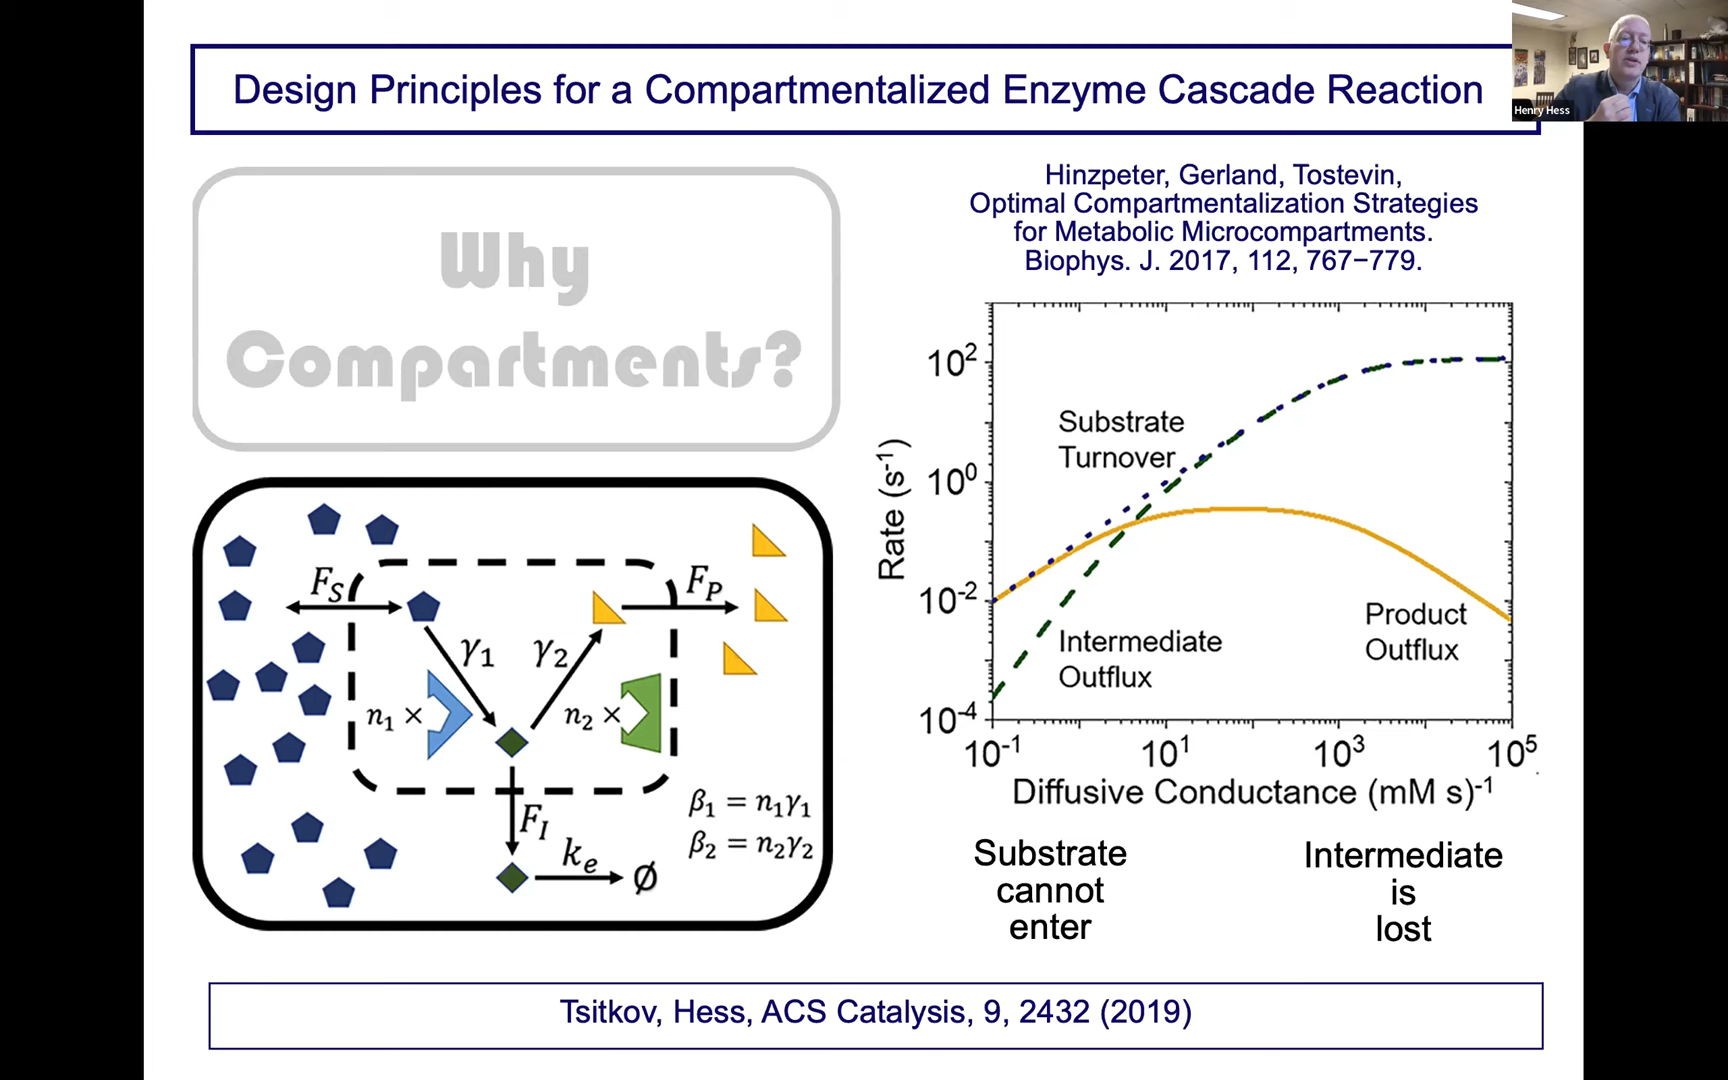 Design Principles for a Compartmentalized Enzyme Cascade Reaction
Henry Hess
Why
Compartments?
Hinzpeter, Gerland, Tostevin,
Optimal Compartmentalization Strategies
for Metabolic Microcompartments.
Biophys. J. 2017, 112, 767–779.
F_S
F_P
γ₁
γ₂
n₁ ×
n₂ ×
F_I
k_e
Ø
β₁ = n₁γ₁
β₂ = n₂γ₂
Rate (s⁻¹)
10²
10⁰
10⁻²
10⁻⁴
Substrate
Turnover
Intermediate
Outflux
Product
Outflux
10⁻¹ 10¹ 10³ 10⁵
Diffusive Conductance (mM s)⁻¹
Substrate
cannot
enter
Intermediate
is
lost
Tsitkov, Hess, ACS Catalysis, 9, 2432 (2019)